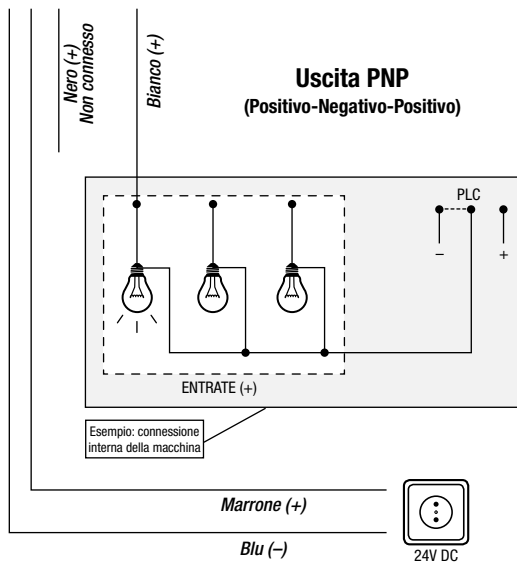 Nero (+)
Non connesso
Bianco (+)
Uscita PNP
(Positivo-Negativo-Positivo)
PLC
– +
ENTRATE (+)
Esempio: connessione
interna della macchina
Marrone (+)
Blu (–)
24V DC